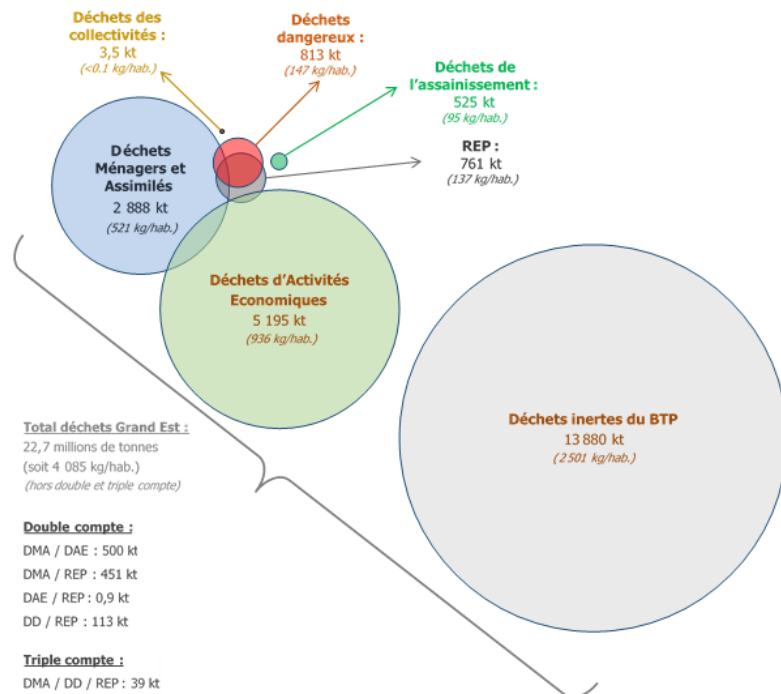 Déchets des
collectivités :
3,5 kt
(<0.1 kg/hab.)
Déchets
dangereux :
813 kt
(147 kg/hab.)
Déchets de
l'assainissement :
525 kt
(95 kg/hab.)
REP :
761 kt
(137 kg/hab.)
Déchets
Ménagers et
Assimilés
2 888 kt
(521 kg/hab.)
Déchets d'Activités
Economiques
5 195 kt
(936 kg/hab.)
Déchets inertes du BTP
13 880 kt
(2 501 kg/hab.)
Total déchets Grand Est :
22,7 millions de tonnes
(soit 4 085 kg/hab.)
(hors double et triple compte)
Double compte :
DMA / DAE : 500 kt
DMA / REP : 451 kt
DAE / REP : 0,9 kt
DD / REP : 113 kt
Triple compte :
DMA / DD / REP : 39 kt